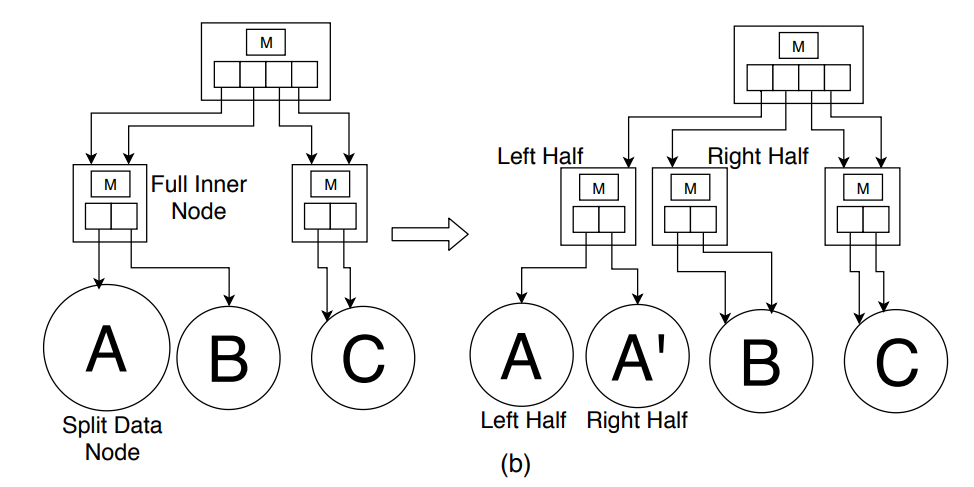 M
M
Full Inner
Node
M
A
B
C
Split Data
Node
M
Left Half
Right Half
M
M
M
A
A'
B
C
Left Half
Right Half
(b)